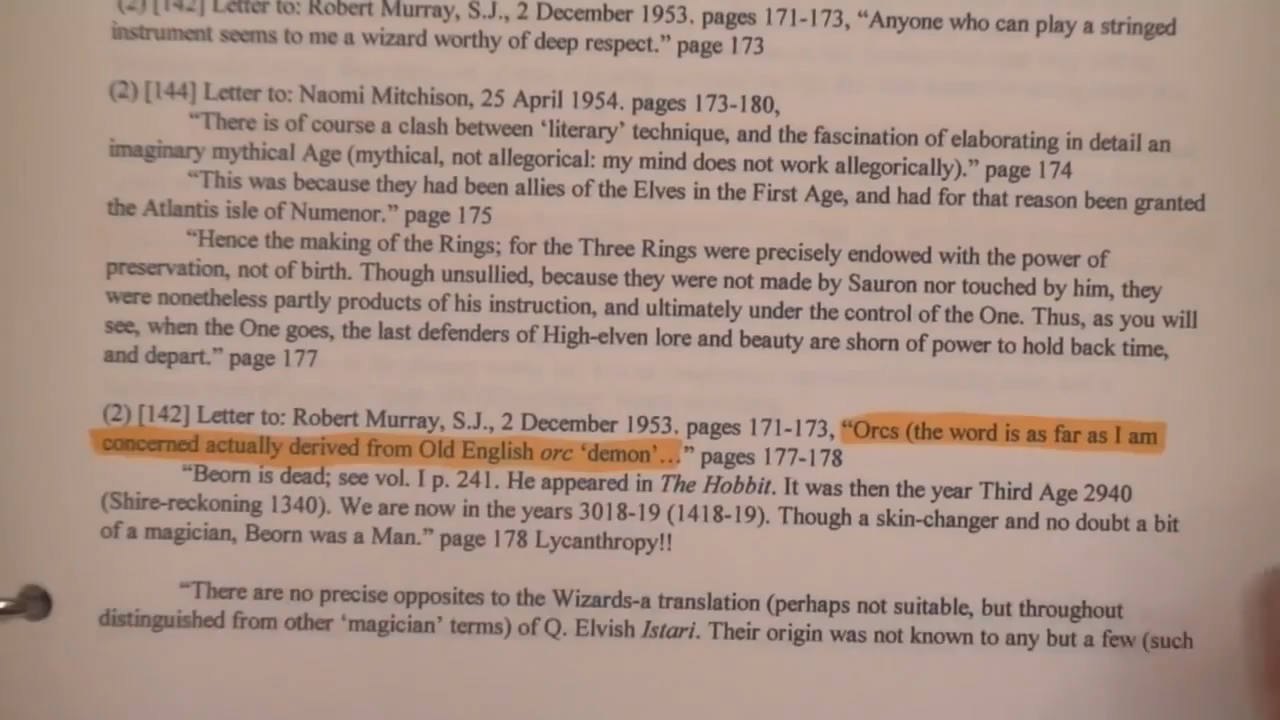 (2) [142] Letter to: Robert Murray, S.J., 2 December 1953. pages 171-173, “Anyone who can play a stringed
instrument seems to me a wizard worthy of deep respect.” page 173
(2) [144] Letter to: Naomi Mitchison, 25 April 1954. pages 173-180,
“There is of course a clash between ‘literary’ technique, and the fascination of elaborating in detail an
imaginary mythical Age (mythical, not allegorical: my mind does not work allegorically).” page 174
“This was because they had been allies of the Elves in the First Age, and had for that reason been granted
the Atlantis isle of Numenor.” page 175
“Hence the making of the Rings; for the Three Rings were precisely endowed with the power of
preservation, not of birth. Though unsullied, because they were not made by Sauron nor touched by him, they
were nonetheless partly products of his instruction, and ultimately under the control of the One. Thus, as you will
see, when the One goes, the last defenders of High-elven lore and beauty are shorn of power to hold back time,
and depart.” page 177
(2) [142] Letter to: Robert Murray, S.J., 2 December 1953. pages 171-173, “Orcs (the word is as far as I am
concerned actually derived from Old English orc ‘demon’...” pages 177-178
“Beorn is dead; see vol. I p. 241. He appeared in The Hobbit. It was then the year Third Age 2940
(Shire-reckoning 1340). We are now in the years 3018-19 (1418-19). Though a skin-changer and no doubt a bit
of a magician, Beorn was a Man.” page 178 Lycanthropy!!
“There are no precise opposites to the Wizards-a translation (perhaps not suitable, but throughout
distinguished from other ‘magician’ terms) of Q. Elvish Istari. Their origin was not known to any but a few (such